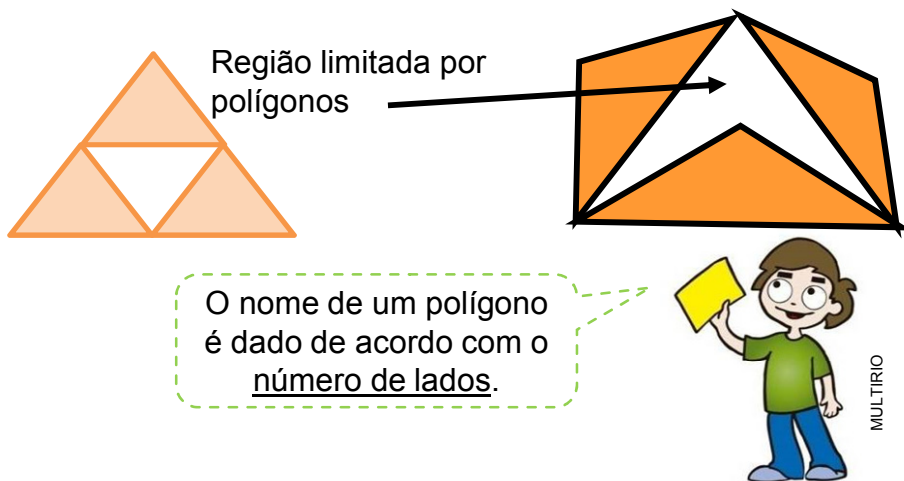 Região limitada por
polígonos
O nome de um polígono
é dado de acordo com o
número de lados.
MULTIRIO